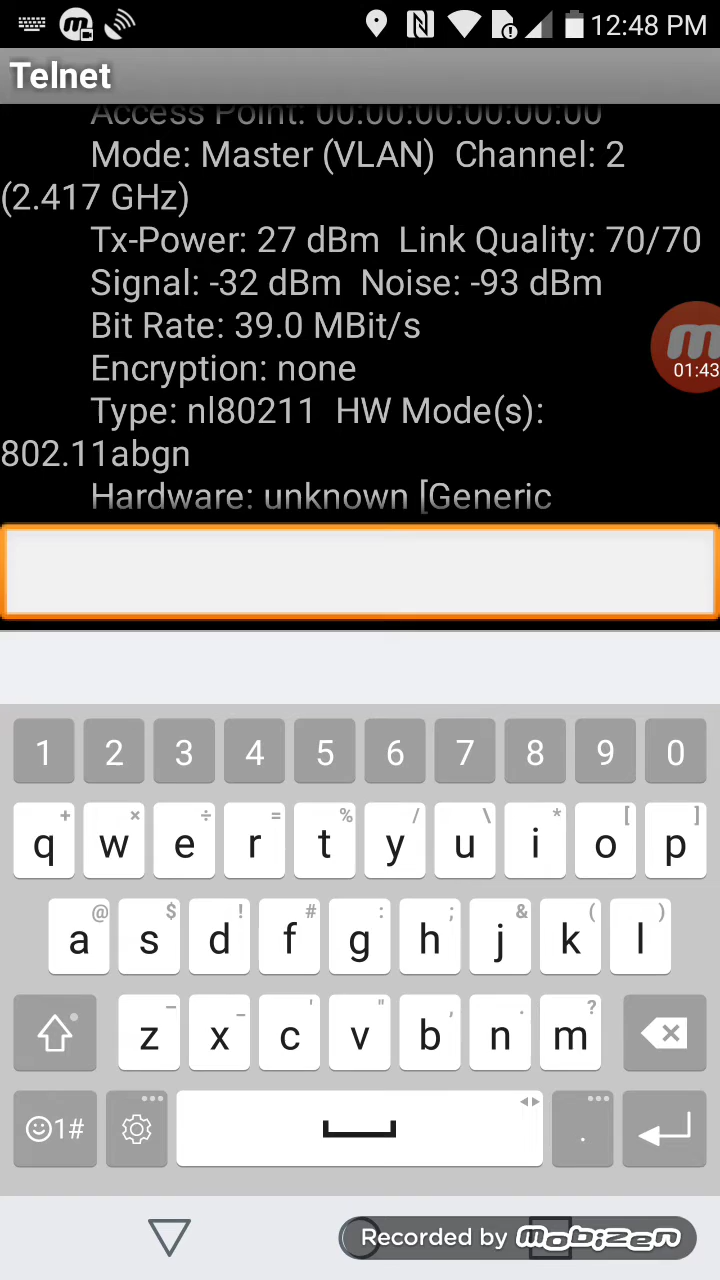 12:48 PM
Telnet
Access Point: 00:00:00:00:00:00
Mode: Master (VLAN)  Channel: 2
(2.417 GHz)
Tx-Power: 27 dBm  Link Quality: 70/70
Signal: -32 dBm  Noise: -93 dBm
Bit Rate: 39.0 MBit/s
m
01:43
Encryption: none
Type: nl80211  HW Mode(s):
802.11abgn
Hardware: unknown [Generic
1 2 3 4 5 6 7 8 9 0
+ × ÷ = % / \ * [ ]
q w e r t y u i o p
@ $ ! # : ; & ( )
a s d f g h j k l
– _ ' " , . ?
z x c v b n m
1# .
Recorded by mobizen